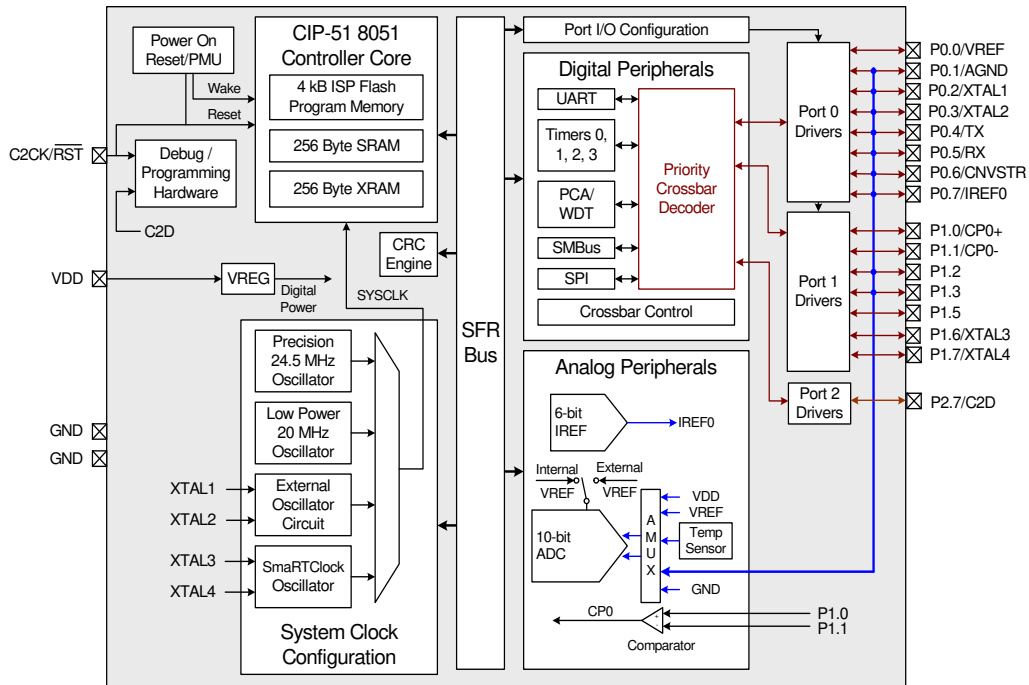 Power On
Reset/PMU
Wake
Reset
C2CK/RST
Debug /
Programming
Hardware
C2D
VDD
VREG
Digital
Power
GND
GND
XTAL1
XTAL2
XTAL3
XTAL4
CIP-51 8051
Controller Core
4 kB ISP Flash
Program Memory
256 Byte SRAM
256 Byte XRAM
CRC
Engine
SYSCLK
Precision
24.5 MHz
Oscillator
Low Power
20 MHz
Oscillator
External
Oscillator
Circuit
SmaRTClock
Oscillator
System Clock
Configuration
SFR
Bus
Port I/O Configuration
Digital Peripherals
UART
Timers 0,
1, 2, 3
PCA/
WDT
SMBus
SPI
Priority
Crossbar
Decoder
Crossbar Control
Analog Peripherals
6-bit
IREF
IREF0
Internal
VREF
External
VREF
10-bit
ADC
A
M
U
X
VDD
VREF
Temp
Sensor
GND
CP0
+
-
Comparator
P1.0
P1.1
Port 0
Drivers
Port 1
Drivers
Port 2
Drivers
P0.0/VREF
P0.1/AGND
P0.2/XTAL1
P0.3/XTAL2
P0.4/TX
P0.5/RX
P0.6/CNVSTR
P0.7/IREF0
P1.0/CP0+
P1.1/CP0-
P1.2
P1.3
P1.5
P1.6/XTAL3
P1.7/XTAL4
P2.7/C2D